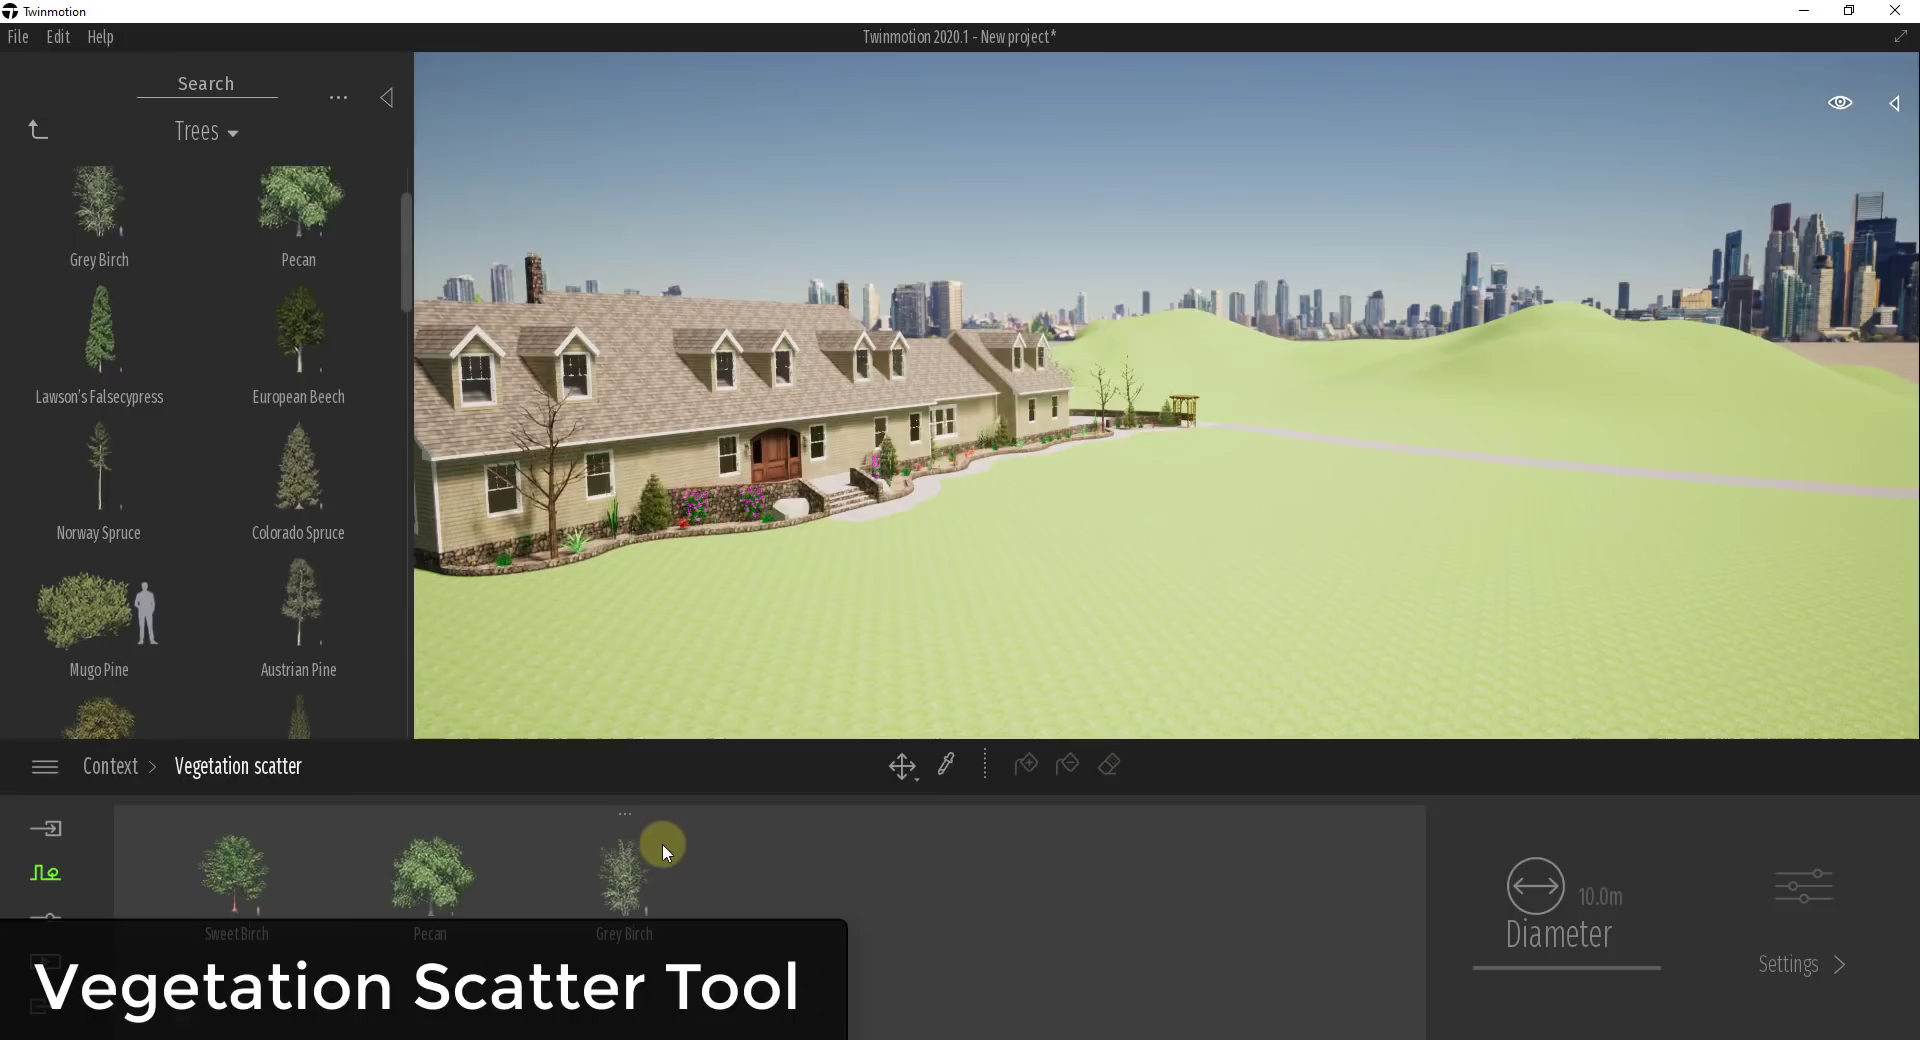 Twinmotion
File Edit Help
Twinmotion 2020.1 - New project*
Search
Trees
Grey Birch
Pecan
Lawson's Falsecypress
European Beech
Norway Spruce
Colorado Spruce
Mugo Pine
Austrian Pine
Context > Vegetation scatter
Sweet Birch
Pecan
Grey Birch
10.0m
Diameter
Settings >
Vegetation Scatter Tool